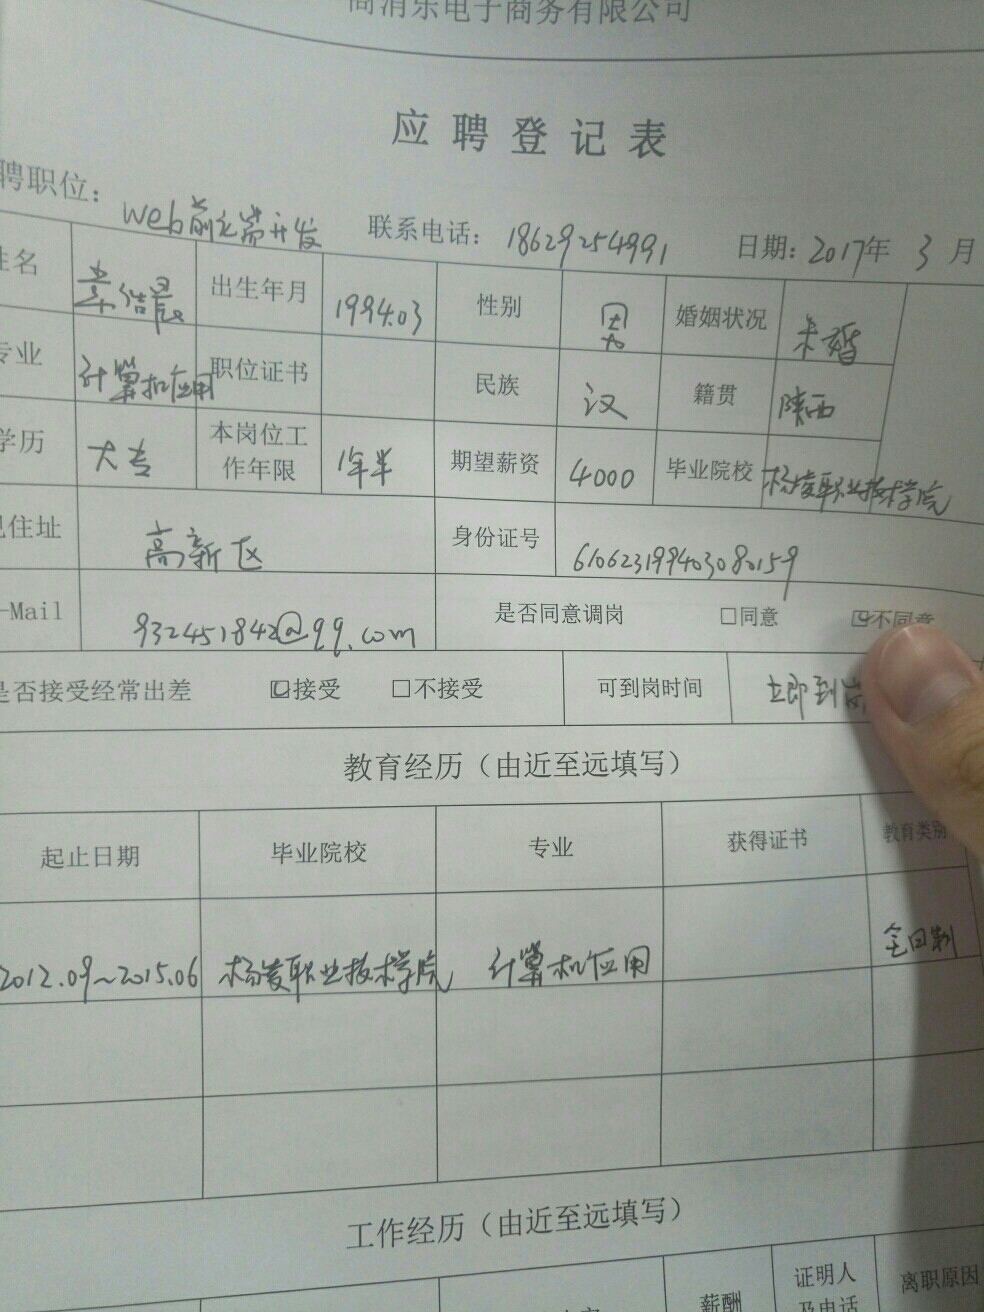 商消乐电子商务有限公司
应聘登记表
聘职位： web前端开发 联系电话： 18629254991 日期: 2017年 3月
姓名 出生年月 1994.03 性别 男 婚姻状况 未婚
专业 计算机应用 职位证书 民族 汉 籍贯 陕西
学历 大专 本岗位工作年限 1年半 期望薪资 4000 毕业院校 杨凌职业技术学院
现住址 高新区 身份证号 610623199403080159
-Mail 932451842@qq.com 是否同意调岗 □同意 ☑不同意
是否接受经常出差 ☑接受 □不接受 可到岗时间 立即到岗
教育经历（由近至远填写）
起止日期 毕业院校 专业 获得证书 教育类别
2012.09~2015.06 杨凌职业技术学院 计算机应用 全日制
工作经历（由近至远填写）
薪酬 证明人及电话 离职原因